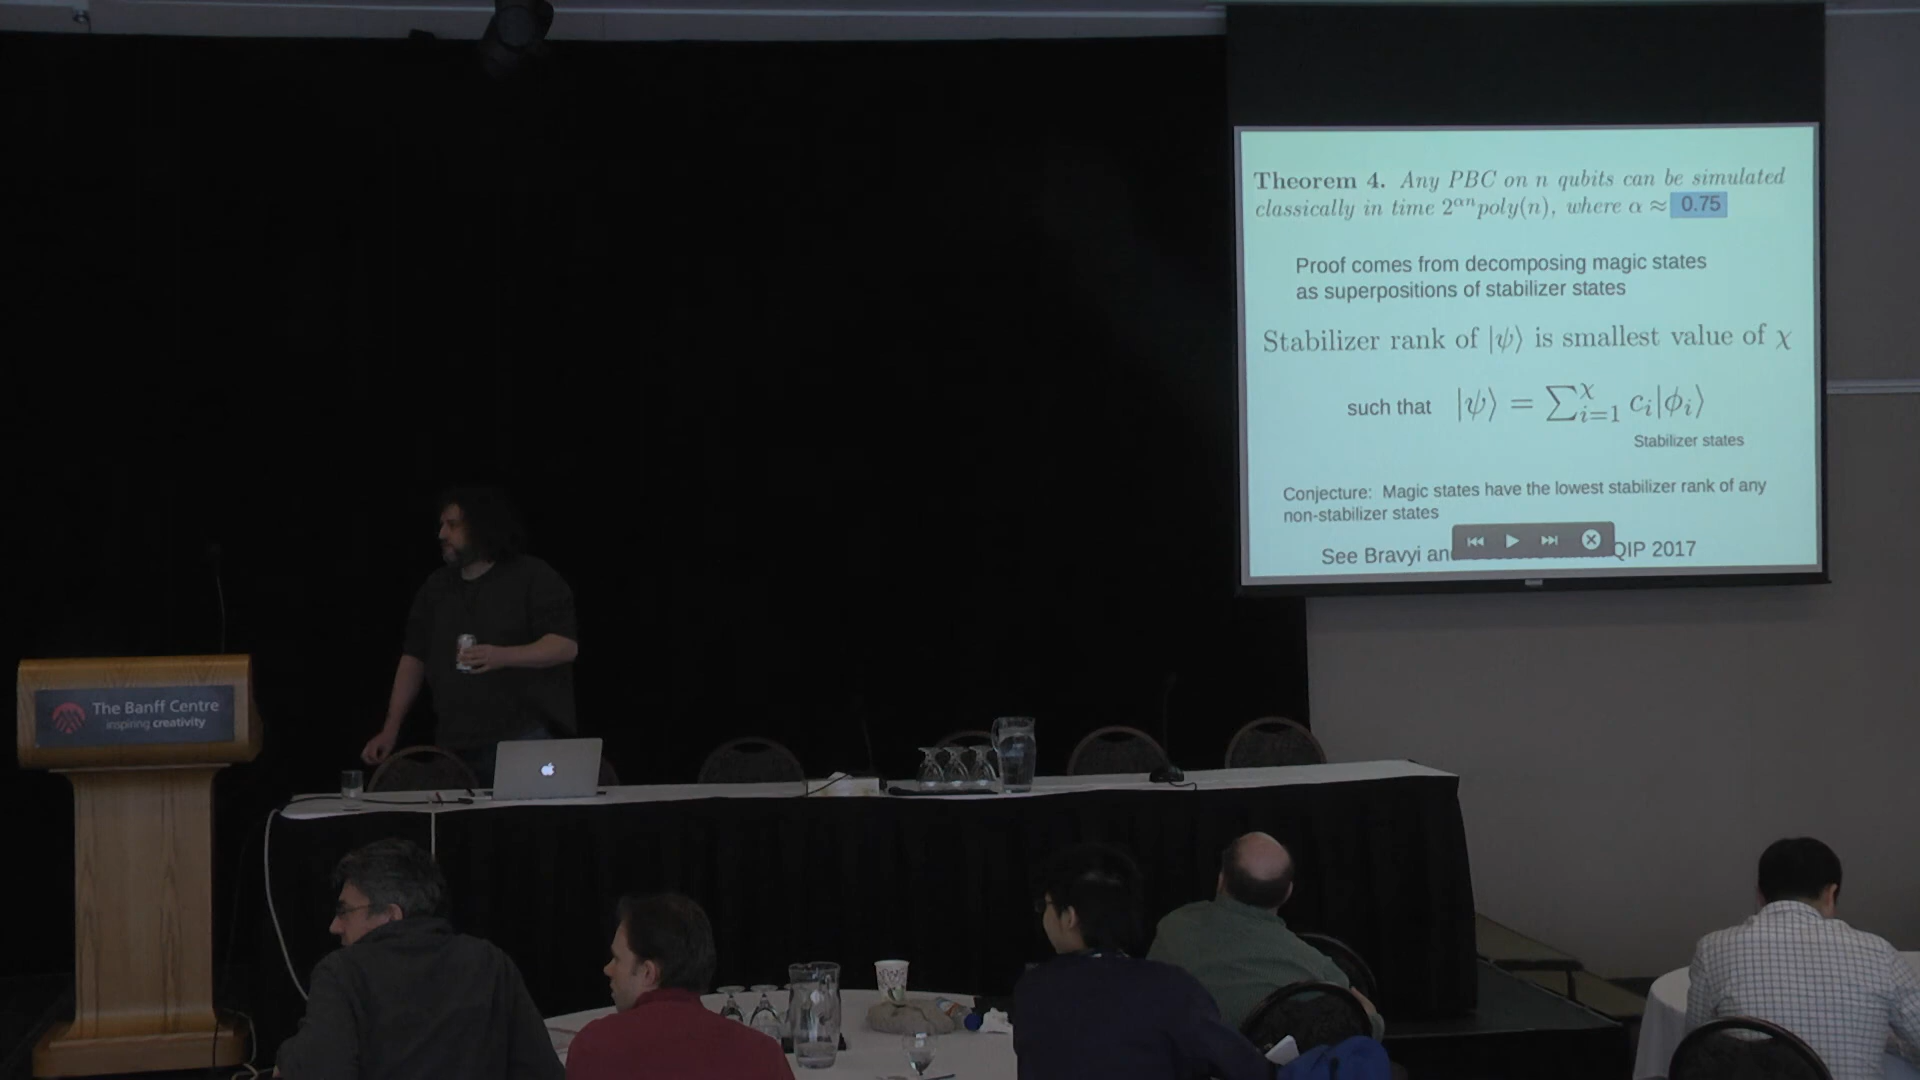 Theorem 4. Any PBC on n qubits can be simulated
classically in time 2^{αn}poly(n), where α ≈ 0.75
Proof comes from decomposing magic states
as superpositions of stabilizer states
Stabilizer rank of |ψ⟩ is smallest value of χ
such that |ψ⟩ = ∑_{i=1}^{χ} c_i|ϕ_i⟩
Stabilizer states
Conjecture: Magic states have the lowest stabilizer rank of any
non-stabilizer states
See Bravyi an QIP 2017
The Banff Centre
inspiring creativity